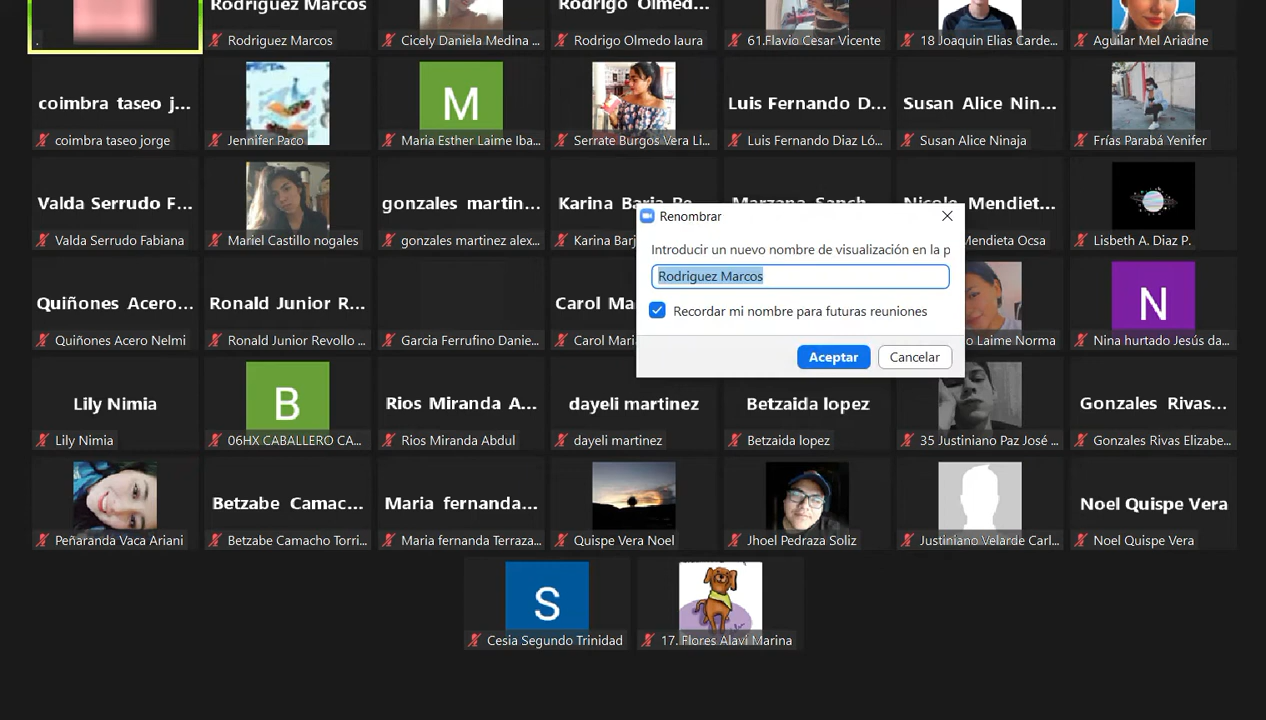 Rodriguez Marcos
Rodrigo Olmed...
.
Rodriguez Marcos
Cicely Daniela Medina ...
Rodrigo Olmedo laura
61.Flavio Cesar Vicente
18 Joaquin Elias Carde...
Aguilar Mel Ariadne
coimbra taseo j...
M
Luis Fernando D...
Susan Alice Nin...
coimbra taseo jorge
Jennifer Paco
Maria Esther Laime Iba...
Serrate Burgos Vera Li...
Luis Fernando Diaz Ló...
Susan Alice Ninaja
Frías Parabá Yenifer
Valda Serrudo F...
gonzales martin...
Karina Barja Re
Marzana Sanch
Nicole Mendiet...
Valda Serrudo Fabiana
Mariel Castillo nogales
gonzales martinez alex...
Karina Barj
Mendieta Ocsa
Lisbeth A. Diaz P.
Renombrar
Introducir un nuevo nombre de visualización en la p
Rodriguez Marcos
Recordar mi nombre para futuras reuniones
Aceptar
Cancelar
Quiñones Acero...
Ronald Junior R...
Carol Ma
N
Quiñones Acero Nelmi
Ronald Junior Revollo ...
Garcia Ferrufino Danie...
Carol Mari
o Laime Norma
Nina hurtado Jesús da...
Lily Nimia
B
Rios Miranda A...
dayeli martinez
Betzaida lopez
Gonzales Rivas...
Lily Nimia
06HX CABALLERO CA...
Rios Miranda Abdul
dayeli martinez
Betzaida lopez
35 Justiniano Paz José ...
Gonzales Rivas Elizabe...
Betzabe Camac...
Maria fernanda...
Noel Quispe Vera
Peñaranda Vaca Ariani
Betzabe Camacho Torri...
Maria fernanda Terraza...
Quispe Vera Noel
Jhoel Pedraza Soliz
Justiniano Velarde Carl...
Noel Quispe Vera
S
Cesia Segundo Trinidad
17. Flores Alavi Marina